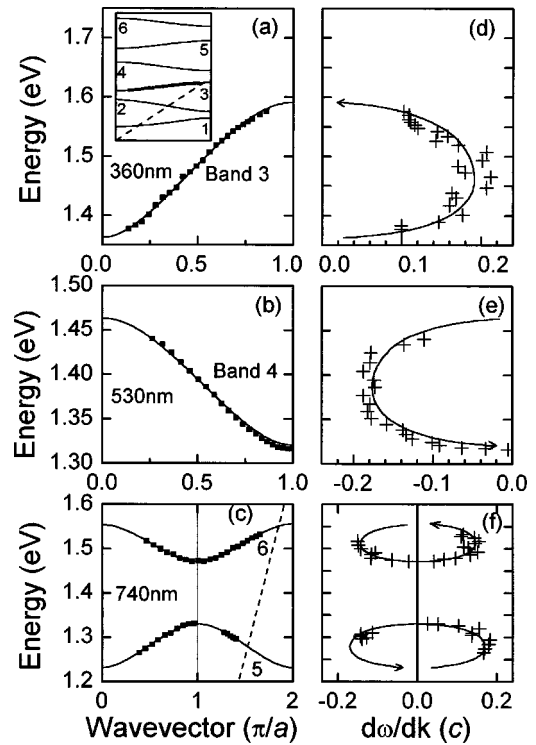 (a)
6
5
4
3
2
1
360nm
Band 3
Energy (eV)
1.7
1.6
1.5
1.4
0.0
0.5
1.0
(d)
0.0
0.1
0.2
(b)
530nm
Band 4
Energy (eV)
1.45
1.40
1.35
1.30
0.0
0.5
1.0
(e)
-0.2
-0.1
0.0
(c)
740nm
6
5
Energy (eV)
1.6
1.5
1.4
1.3
1.2
0
1
2
Wavevector (π/a)
(f)
-0.2
0.0
0.2
dω/dk (c)